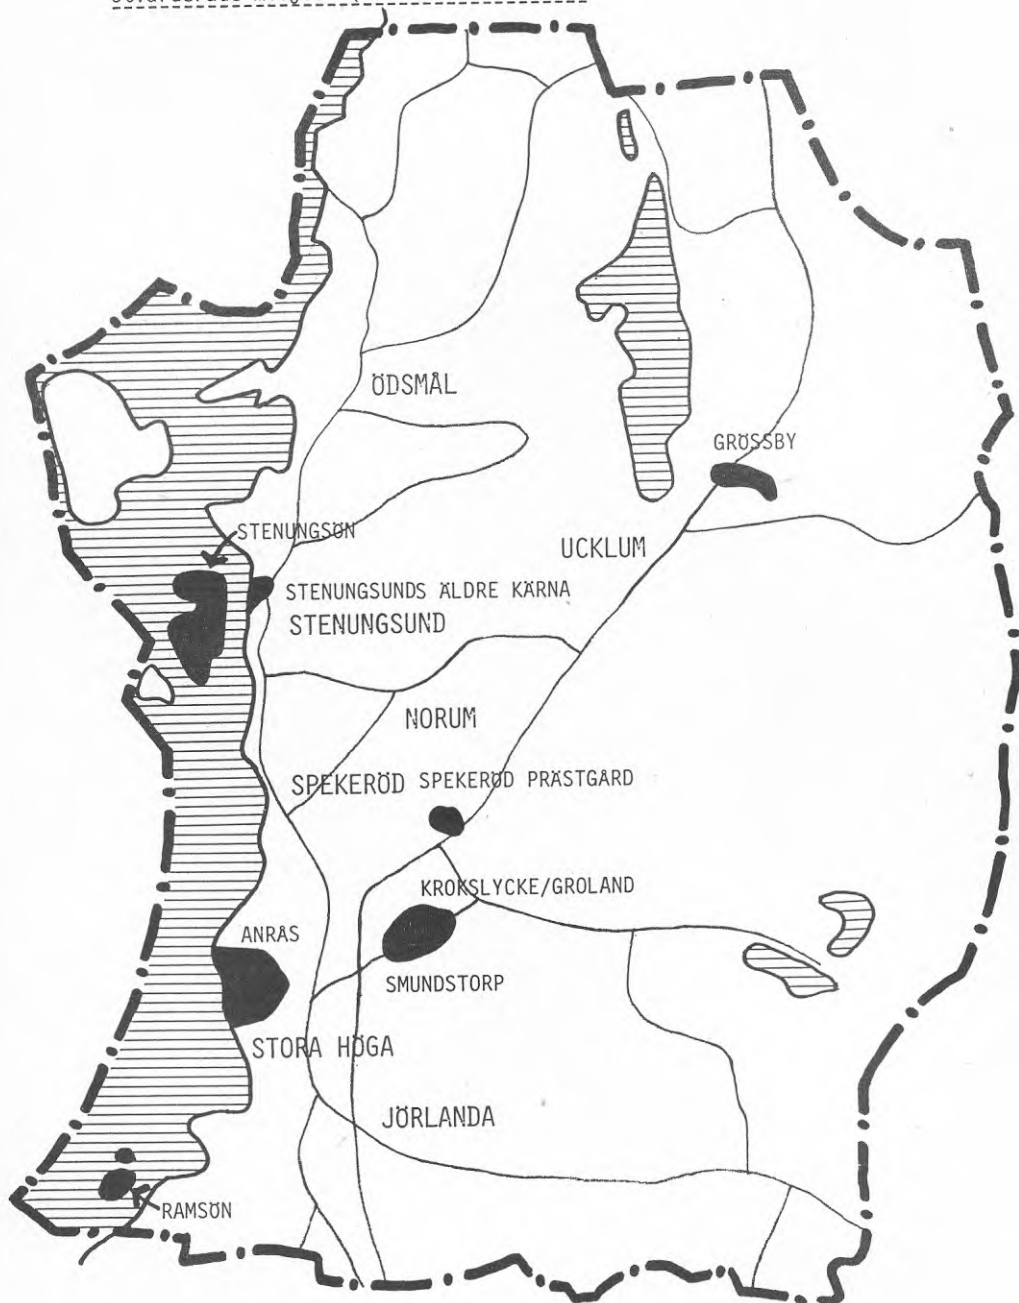 ÖDSMÅL
GRÖSSBY
STENUNGSÖN
UCKLUM
STENUNGSUNDS ÄLDRE KÄRNA
STENUNGSUND
NORUM
SPEKERÖD
SPEKERÖD PRÄSTGÅRD
KROKSLYCKE/GROLAND
ANRÅS
SMUNDSTORP
STORA HÖGA
JÖRLANDA
RAMSÖN